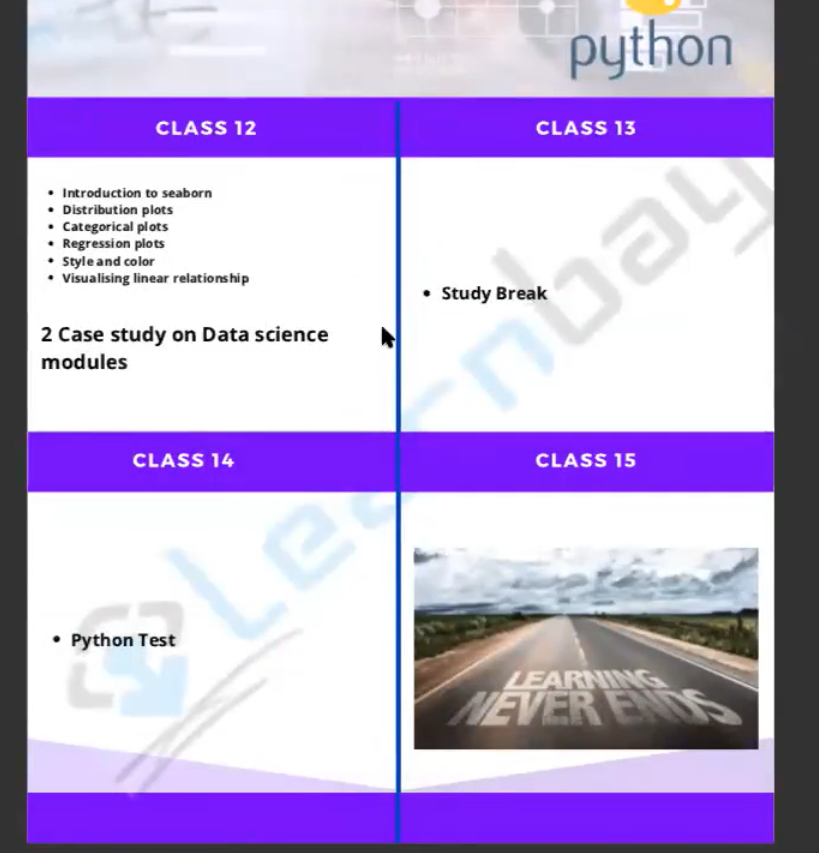 python
CLASS 12
• Introduction to seaborn
• Distribution plots
• Categorical plots
• Regression plots
• Style and color
• Visualising linear relationship
2 Case study on Data science
modules
CLASS 13
• Study Break
CLASS 14
• Python Test
CLASS 15
LEARNING
NEVER ENDS
Learnbay